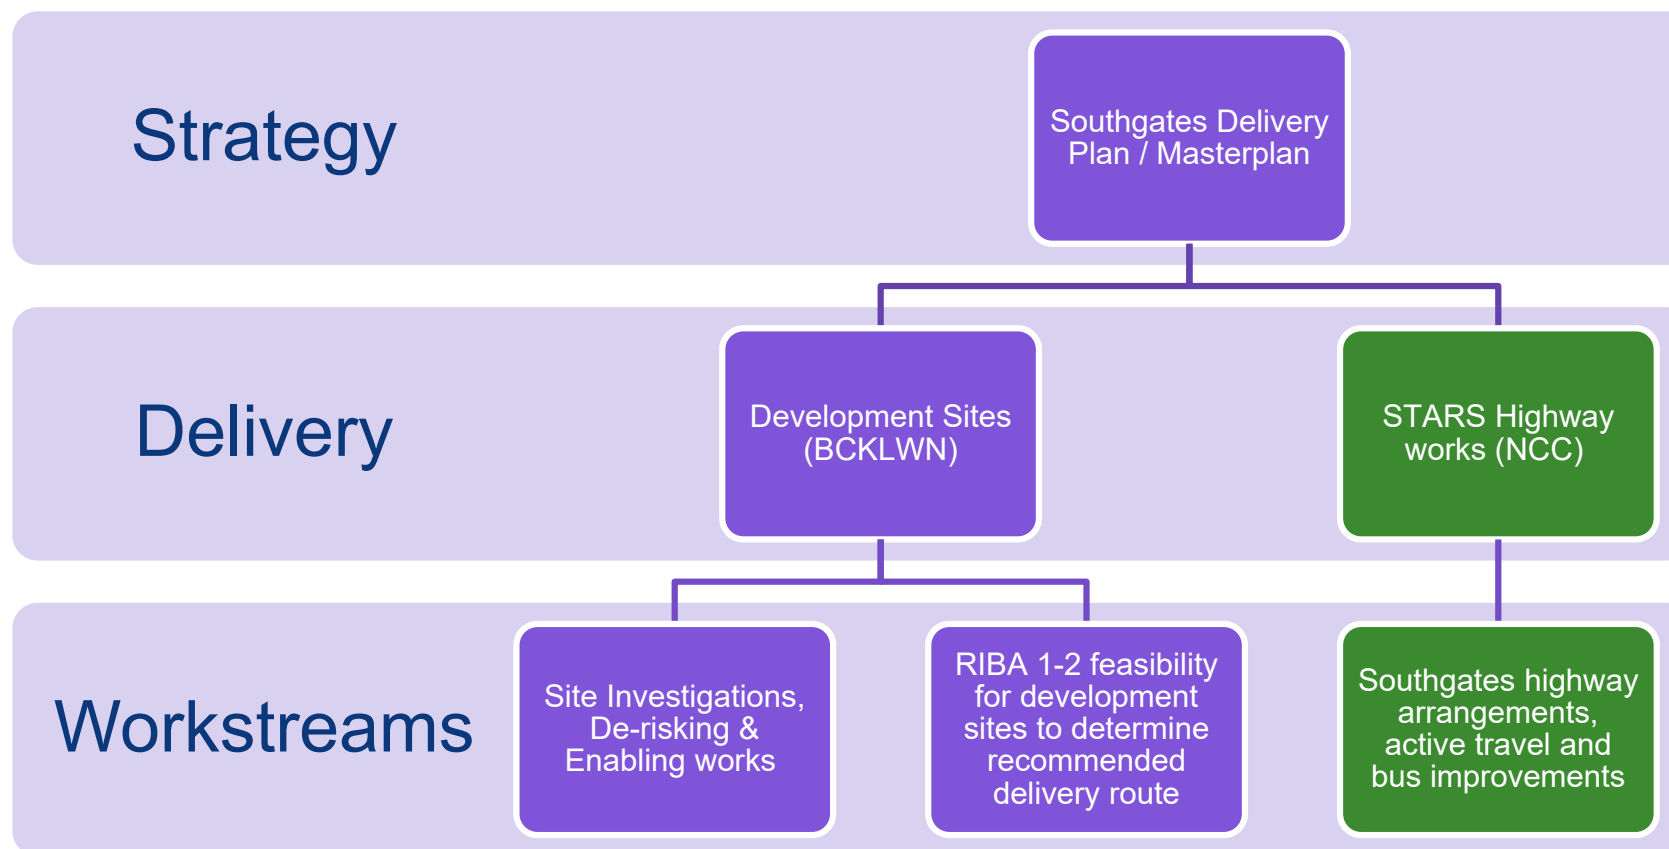 Strategy
Southgates Delivery
Plan / Masterplan
Delivery
Development Sites
(BCKLWN)
STARS Highway
works (NCC)
Workstreams
Site Investigations,
De-risking &
Enabling works
RIBA 1-2 feasibility
for development
sites to determine
recommended
delivery route
Southgates highway
arrangements,
active travel and
bus improvements